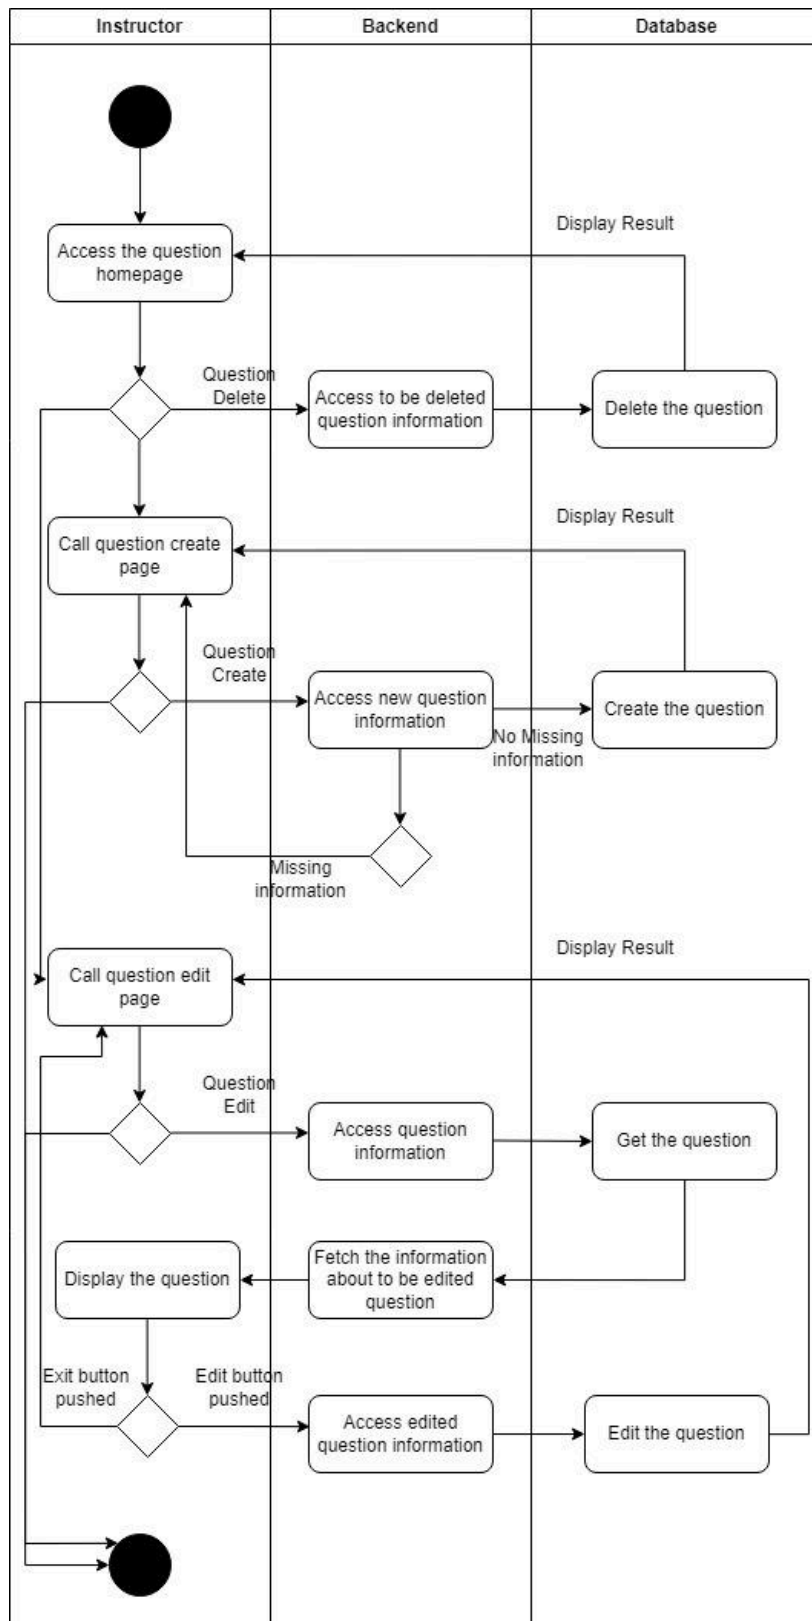 Instructor
Backend
Database
Display Result
Access the question
homepage
Question
Delete
Access to be deleted
question information
Delete the question
Display Result
Call question create
page
Question
Create
Access new question
information
Create the question
No Missing
information
Missing
information
Display Result
Call question edit
page
Question
Edit
Access question
information
Get the question
Display the question
Fetch the information
about to be edited
question
Exit button
pushed
Edit button
pushed
Access edited
question information
Edit the question